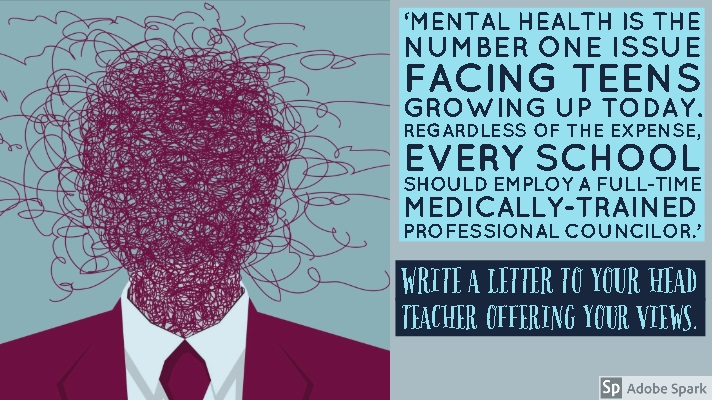 ‘MENTAL HEALTH IS THE
NUMBER ONE ISSUE
FACING TEENS
GROWING UP TODAY.
REGARDLESS OF THE EXPENSE,
EVERY SCHOOL
SHOULD EMPLOY A FULL-TIME
MEDICALLY-TRAINED
PROFESSIONAL COUNCILOR.’
WRITE A LETTER TO YOUR HEAD
TEACHER OFFERING YOUR VIEWS.
Sp Adobe Spark